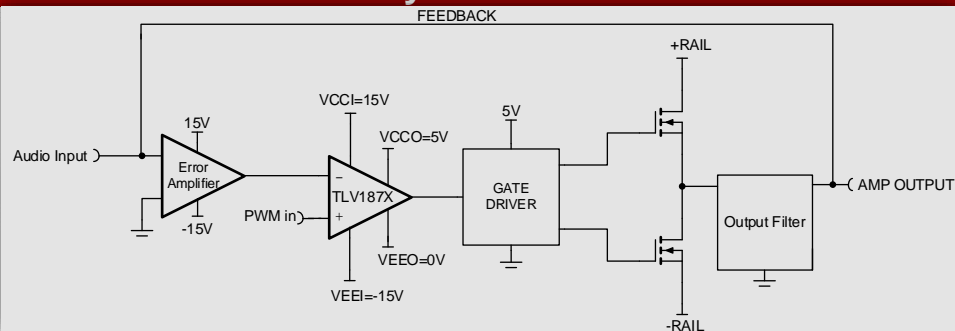 FEEDBACK
+RAIL
VCCI=15V
5V
15V
VCCO=5V
Audio Input
Error
Amplifier
−
TLV187X
+
GATE
DRIVER
AMP OUTPUT
PWM in
-15V
Output Filter
VEEO=0V
VEEI=-15V
-RAIL